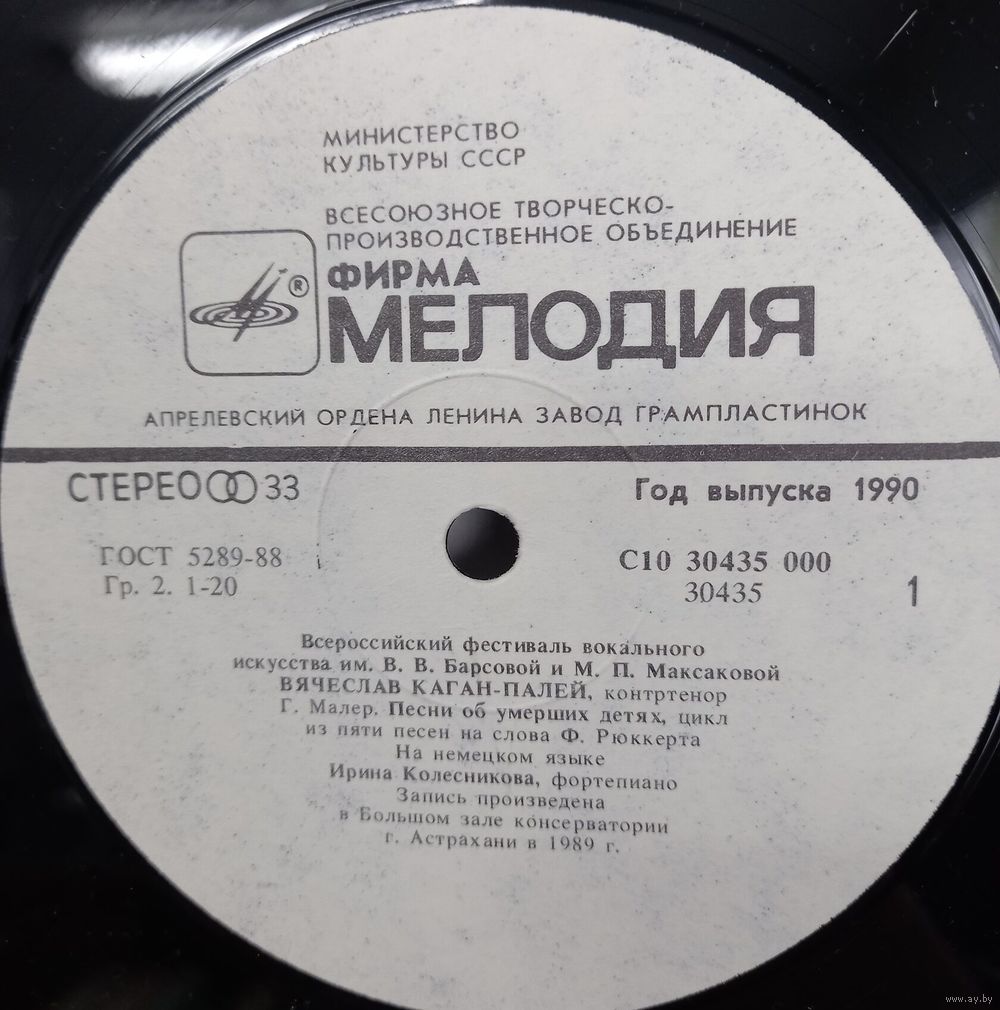 МИНИСТЕРСТВО
КУЛЬТУРЫ СССР
ВСЕСОЮЗНОЕ ТВОРЧЕСКО-
ПРОИЗВОДСТВЕННОЕ ОБЪЕДИНЕНИЕ
ФИРМА
®
МЕЛОДИЯ
АПРЕЛЕВСКИЙ ОРДЕНА ЛЕНИНА ЗАВОД ГРАМПЛАСТИНОК
СТЕРЕО 33
Год выпуска 1990
ГОСТ 5289-88
Гр. 2. 1-20
С10 30435 000
30435
1
Всероссийский фестиваль вокального
искусства им. В. В. Барсовой и М. П. Максаковой
ВЯЧЕСЛАВ КАГАН-ПАЛЕЙ, контртенор
Г. Малер. Песни об умерших детях, цикл
из пяти песен на слова Ф. Рюккерта
На немецком языке
Ирина Колесникова, фортепиано
Запись произведена
в Большом зале консерватории
г. Астрахани в 1989 г.
www.ay.by